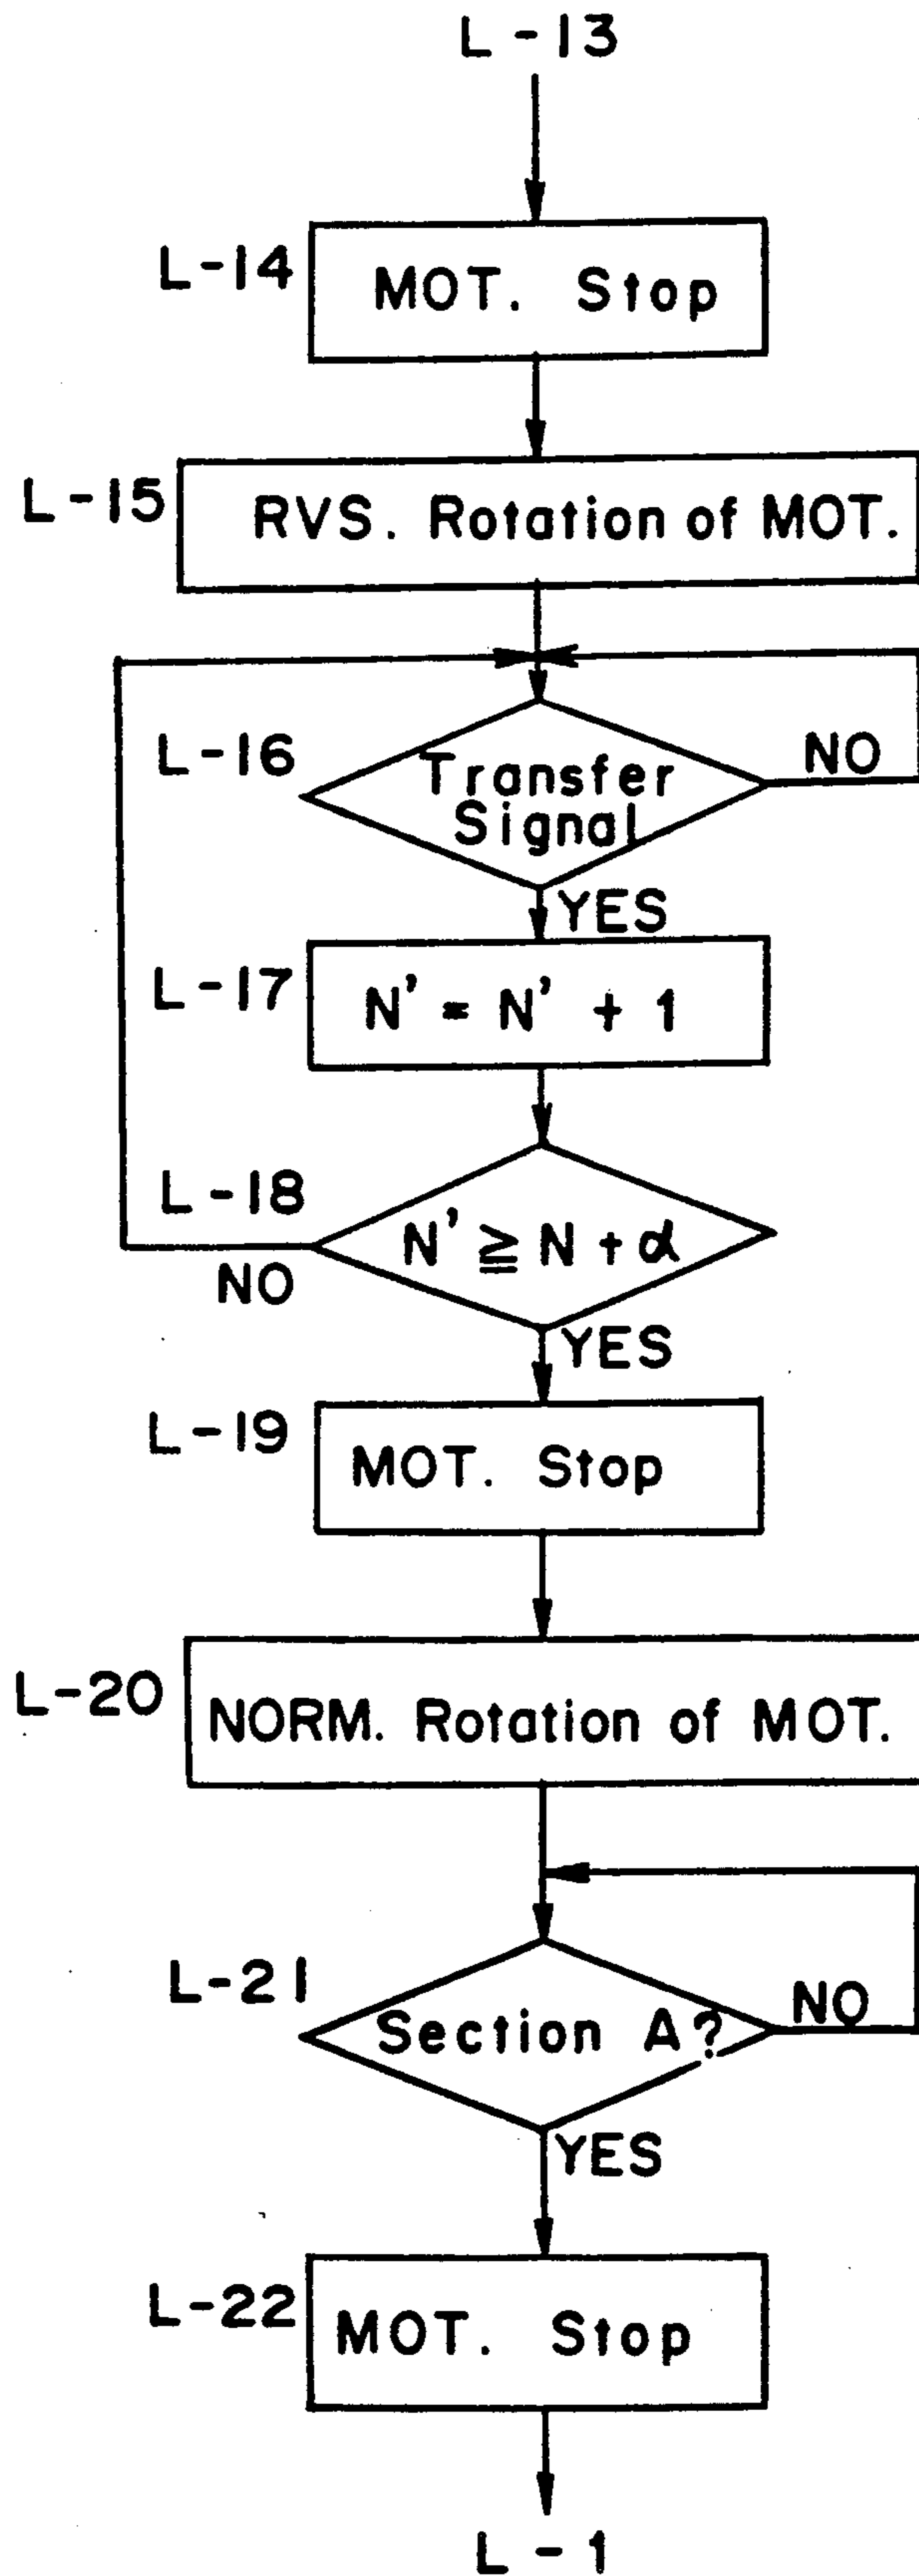 L-13
L-14
MOT. Stop
L-15
RVS. Rotation of MOT.
L-16
Transfer
Signal
NO
YES
L-17
N' = N' + 1
L-18
N' ≧ N + α
NO
YES
L-19
MOT. Stop
L-20
NORM. Rotation of MOT.
L-21
Section A?
NO
YES
L-22
MOT. Stop
L-1